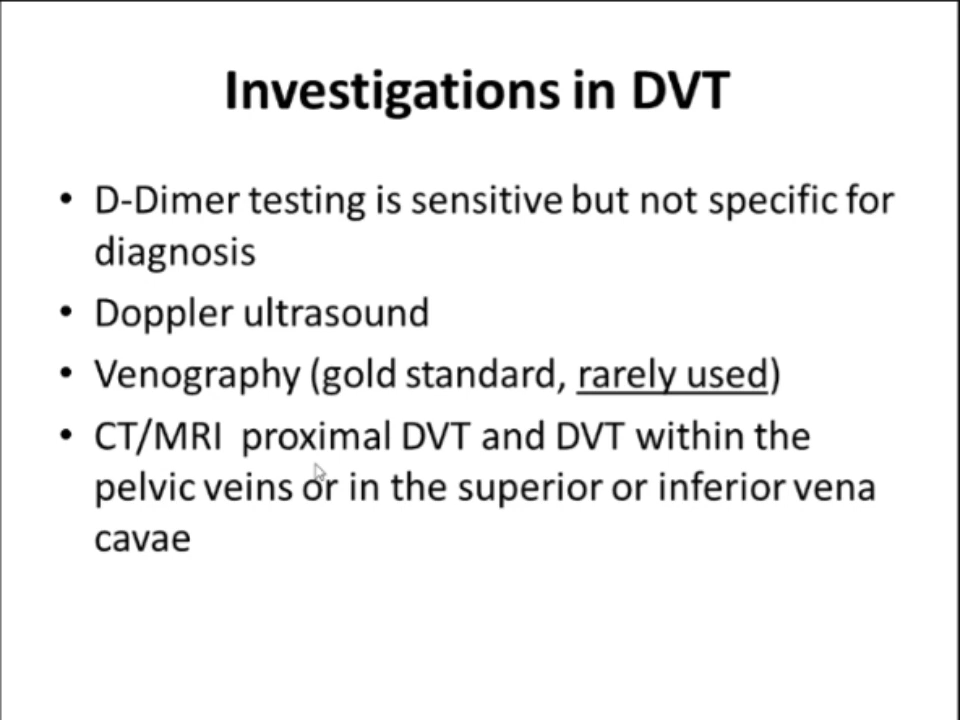 Investigations in DVT
• D-Dimer testing is sensitive but not specific for
diagnosis
• Doppler ultrasound
• Venography (gold standard, rarely used)
• CT/MRI  proximal DVT and DVT within the
pelvic veins or in the superior or inferior vena
cavae